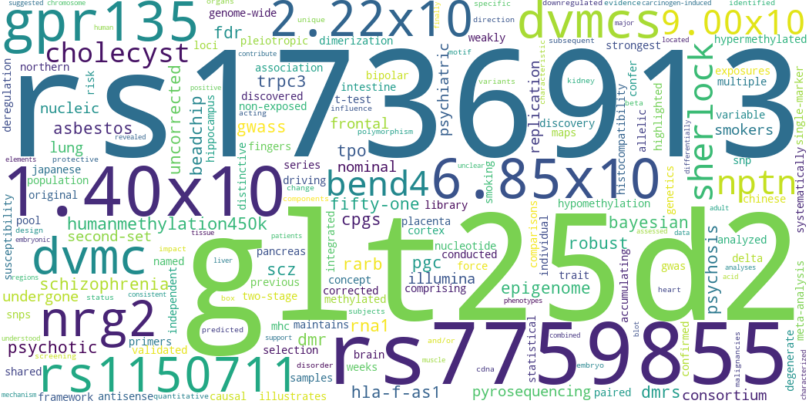 suggested chromosome organs
gpr135 genome-wide 2.22x10 unique specific downregulated evidence carcinogen-induced
human fdr direction dvmcs 9.00x10 identified
cholecyst loci pleiotropic dimerization weakly major located subsequent strongest hypermethylated
northern risk association contribute motif
deregulation rs1736913 trpc3 bipolar psychiatric variants characteristic replication confer exposures
nucleic uncorrected beadchip discovered intestine kidney sherlock multiple
non-exposed t-test influence beta discovery variable
asbestos positive hippocampus gwass acting frontal polymorphism maps allelic highlighted smokers
lung revealed fingers tpo histocompatibility differentially single-marker
elements protective distinctive series nominal unclear snp
japanese 1.40x10 driving bend4 6.85x10 smoking genetics nptn
population change fifty-one library chinese
original components
susceptibility pool humanmethylation450k cpgs placenta hypomethylation comparisons adult systematically
design second-set integrated cortex nucleotide individual bayesian assessed data
embryonic tissue patients conducted robust analyzed
dvmc named impact glt25d2 rarb corrected pgc force trait delta
regions liver pancreas concept illumina epigenome accumulating gwas analyses psychosis
schizophrenia independent scz methylated comprising phenotypes heart acid meta-analysis
undergone status consistent previous subjects
snps two-stage box mhc rna1 and/or statistical combined confirmed
nrg2 predicted maintains dmr rs7759855
psychotic primers support brain muscle blot malignancies degenerate
understood screening validated selection disorder weeks cdna embryo characterized
shared rs1150711 samples hla-f-as1 pyrosequencing paired dmrs consortium
mechanism framework antisense quantitative causal illustrates